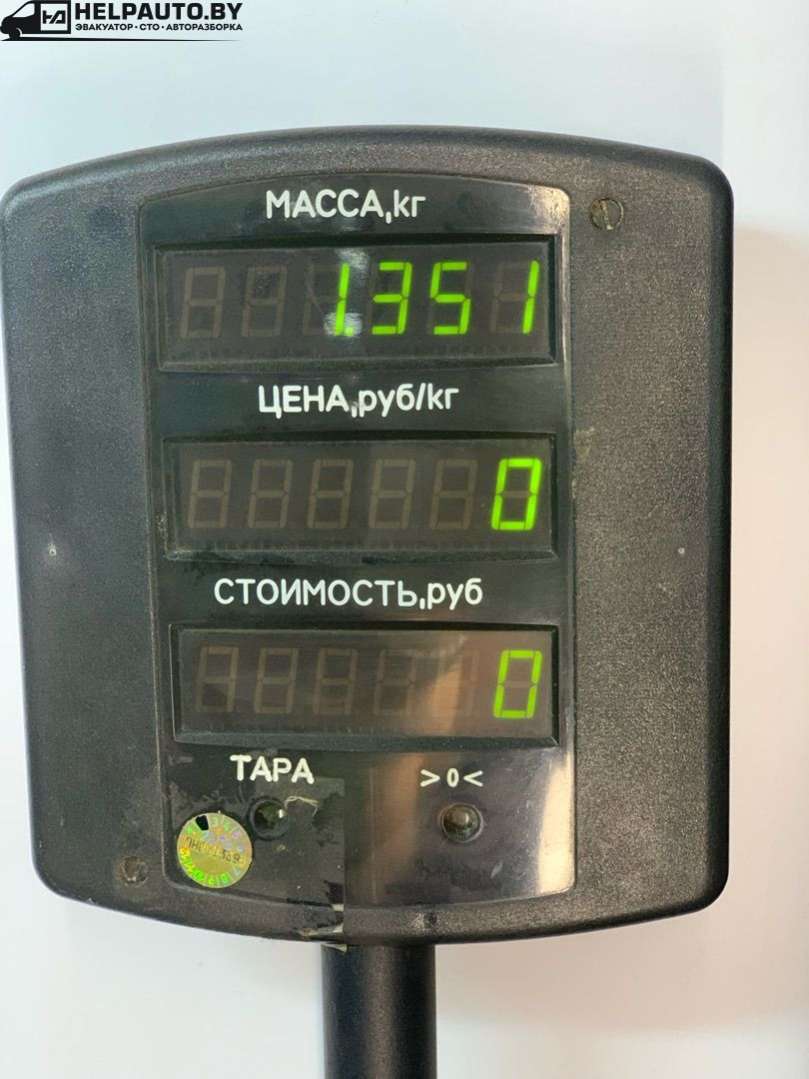 HELPAUTO.BY
ЭВАКУАТОР·СТО·АВТОРАЗБОРКА
МАССА,кг
1.351
ЦЕНА,руб/кг
0
СТОИМОСТЬ,руб
0
ТАРА >0<